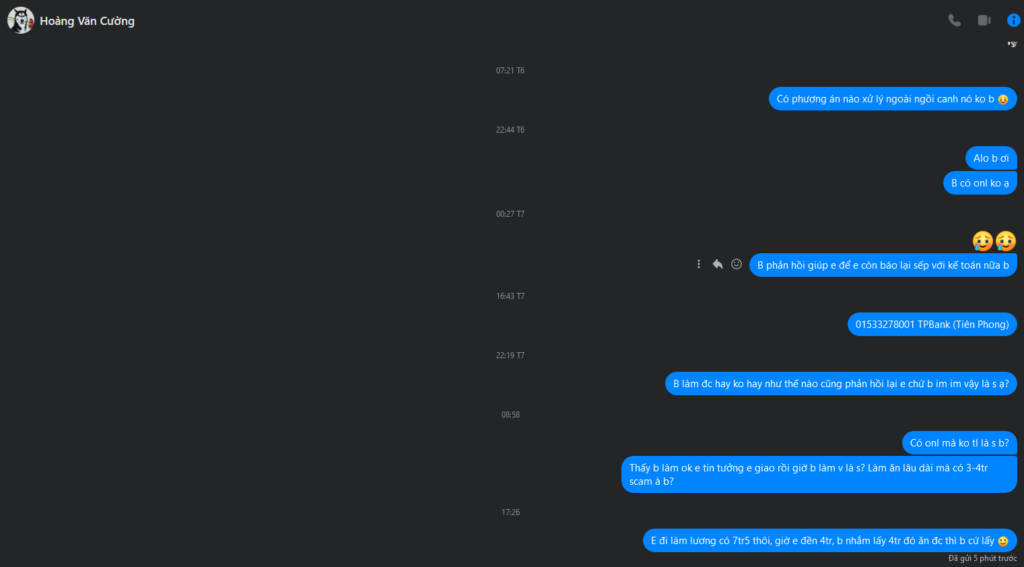 Hoàng Văn Cường
07:21 T6
Có phương án nào xử lý ngoài ngồi canh nó ko b
22:44 T6
Alo b ơi
B có onl ko ạ
00:27 T7
B phản hồi giúp e để e còn báo lại sếp với kế toán nữa b
16:43 T7
01533278001 TPBank (Tiên Phong)
22:19 T7
B làm đc hay ko hay như thế nào cũng phản hồi lại e chứ b im im vậy là s ạ?
08:58
Có onl mà ko tl là s b?
Thấy b làm ok e tin tưởng e giao rồi giờ b làm v là s? Làm ăn lâu dài mà có 3-4tr
scam à b?
17:26
E đi làm lương có 7tr5 thôi, giờ e đền 4tr, b nhắm lấy 4tr đó ăn đc thì b cứ lấy
Đã gửi 5 phút trước